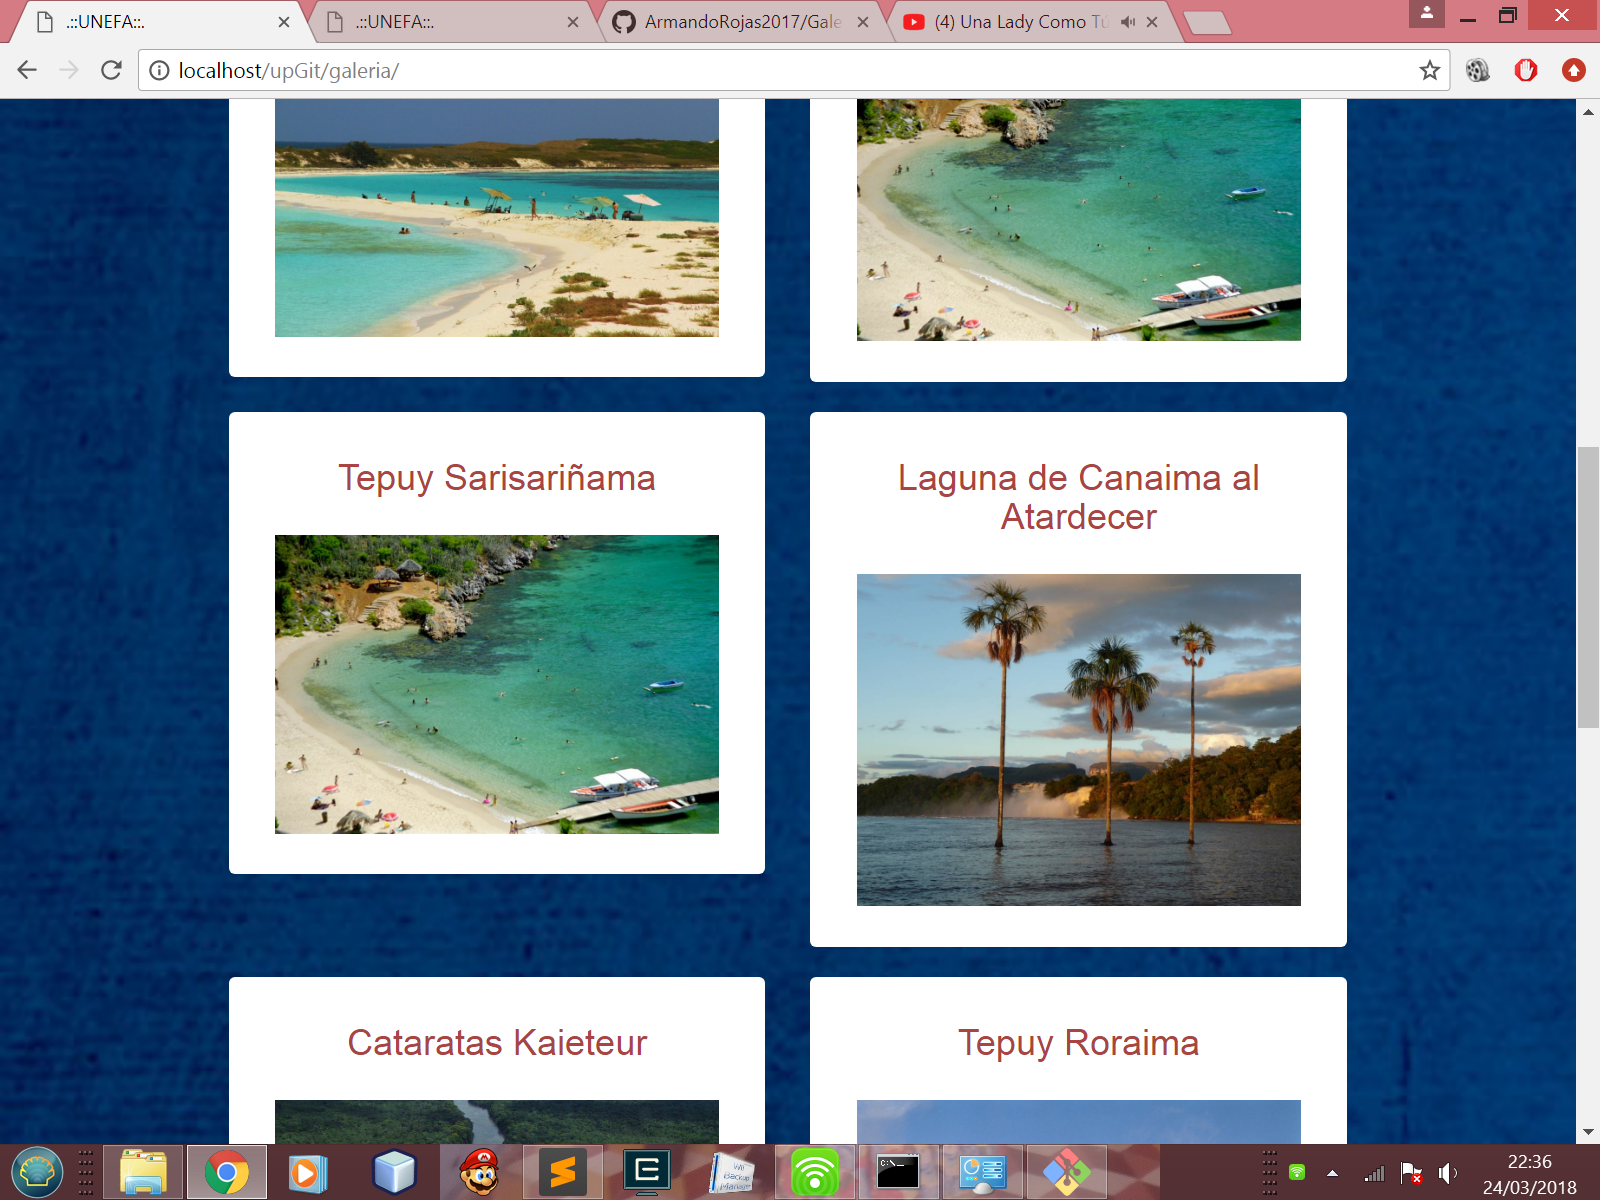 .::UNEFA::.
.::UNEFA::.
ArmandoRojas2017/Gale
(4) Una Lady Como Tú
localhost/upGit/galeria/
Tepuy Sarisariñama
Laguna de Canaima al
Atardecer
Cataratas Kaieteur
Tepuy Roraima
22:36
24/03/2018